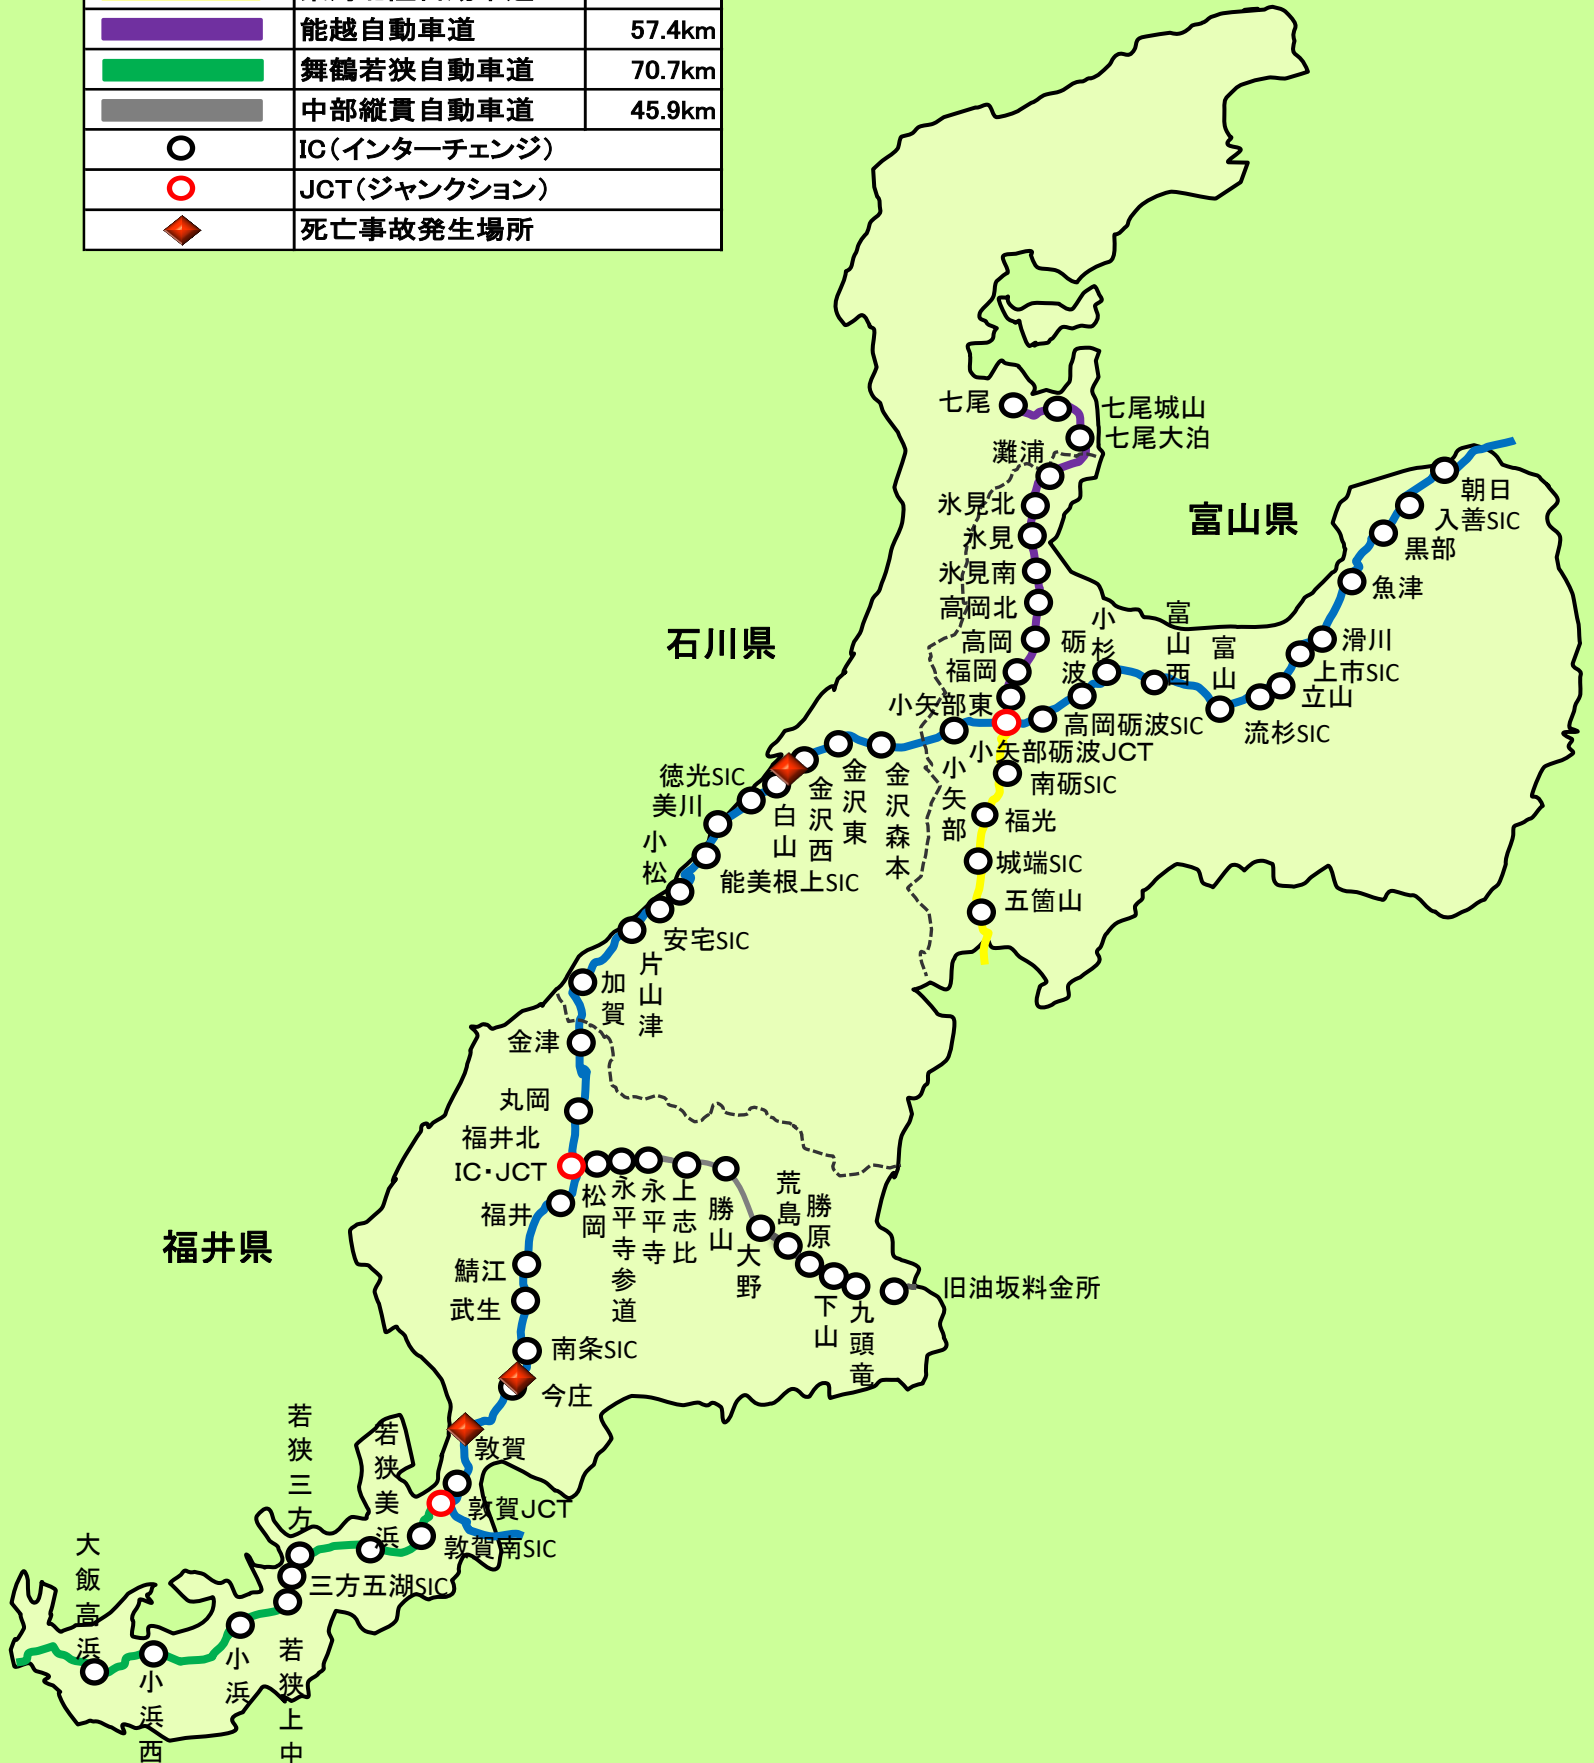 能越自動車道 57.4km
舞鶴若狭自動車道 70.7km
中部縦貫自動車道 45.9km
IC(インターチェンジ)
JCT(ジャンクション)
死亡事故発生場所
七尾
七尾城山
七尾大泊
灘浦
氷見北
氷見
氷見南
高岡北
高岡
福岡
小矢部東
富山県
朝日
入善SIC
黒部
魚津
滑川
上市SIC
立山
流杉SIC
富山
富山西
小杉
砺波
高岡砺波SIC
小矢部砺波JCT
南砺SIC
福光
城端SIC
五箇山
石川県
小矢部
金沢森本
金沢東
金沢西
白山
徳光SIC
美川
能美根上SIC
小松
安宅SIC
片山津
加賀
金津
丸岡
福井北
IC・JCT
松岡
永平寺参道
永平寺
上志比
勝山
大野
荒島
勝原
下山
九頭竜
旧油坂料金所
福井県
福井
鯖江
武生
南条SIC
今庄
敦賀
敦賀JCT
敦賀南SIC
若狭美浜
若狭三方
三方五湖SIC
若狭上中
小浜
小浜西
大飯高浜